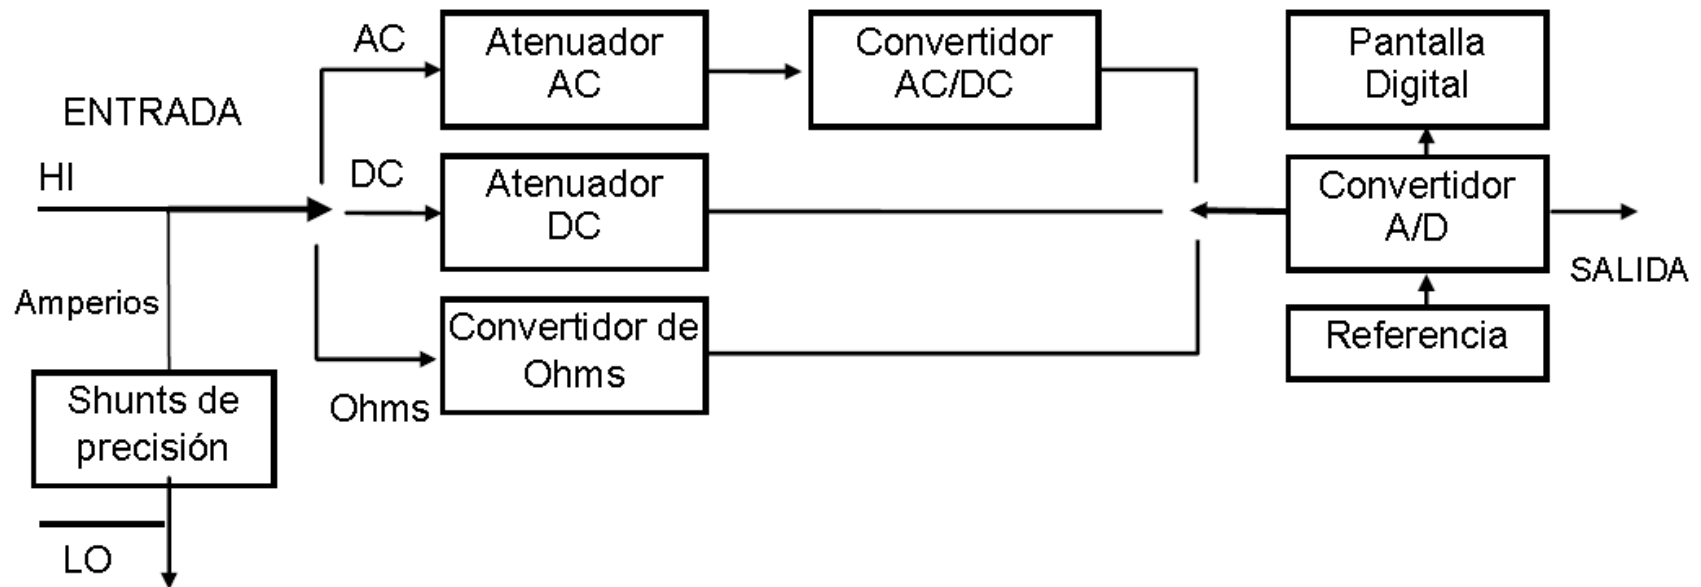 AC
Atenuador
AC
Convertidor
AC/DC
Pantalla
Digital
ENTRADA
HI
DC
Atenuador
DC
Convertidor
A/D
SALIDA
Amperios
Convertidor de
Ohms
Referencia
Ohms
Shunts de
precisión
LO